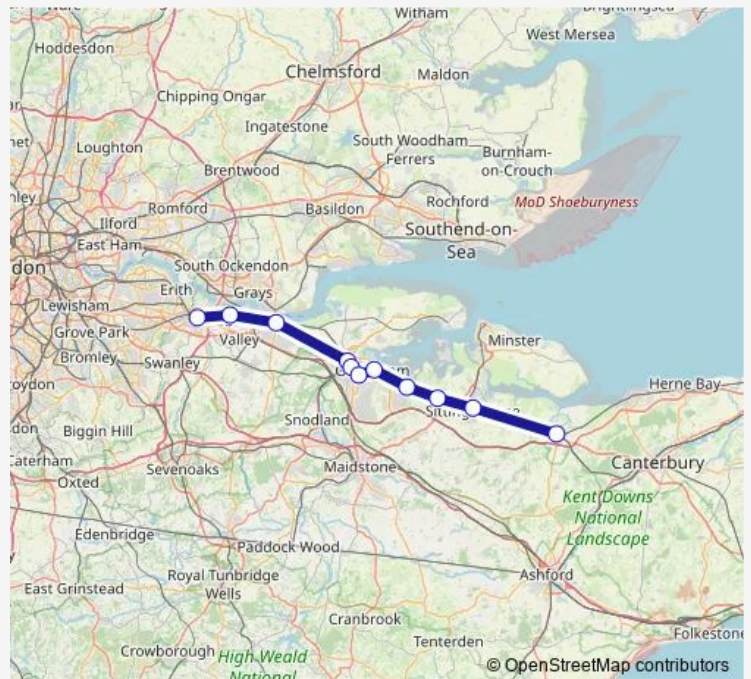 Witham
Hoddesdon
West Mersea
Chelmsford
Maldon
Chipping Ongar
Ingatestone
South Woodham
Ferrers
Burnham-
on-Crouch
Loughton
Brentwood
Rochford
MoD Shoeburyness
Romford
Basildon
Ilford
Southend-on-
Sea
East Ham
don
South Ockendon
Erith
Grays
Lewisham
Grove Park
Valley
Minster
Bromley
Swanley
Herne Bay
Snodland
Biggin Hill
Canterbury
Maidstone
Sevenoaks
Oxted
Kent Downs
National
Landscape
Edenbridge
Paddock Wood
Royal Tunbridge
Wells
Ashford
East Grinstead
Cranbrook
Folkestone
Tenterden
Crowborough
High Weald
National
© OpenStreetMap contributors